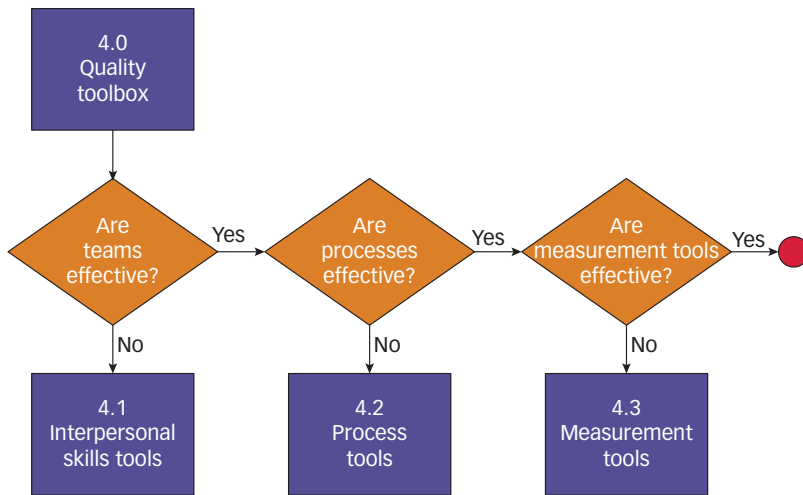 4.0
Quality
toolbox
Are
teams
effective?
Yes
Are
processes
effective?
Yes
Are
measurement tools
effective?
Yes
No
No
No
4.1
Interpersonal
skills tools
4.2
Process
tools
4.3
Measurement
tools